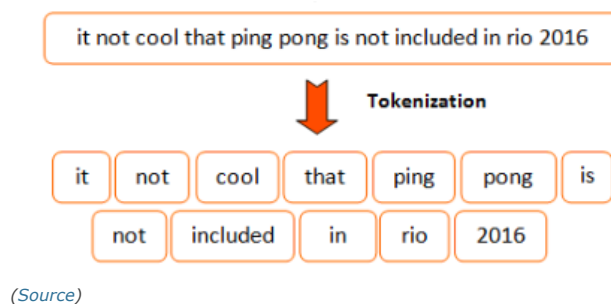 it not cool that ping pong is not included in rio 2016
Tokenization
it not cool that ping pong is
not included in rio 2016
(Source)